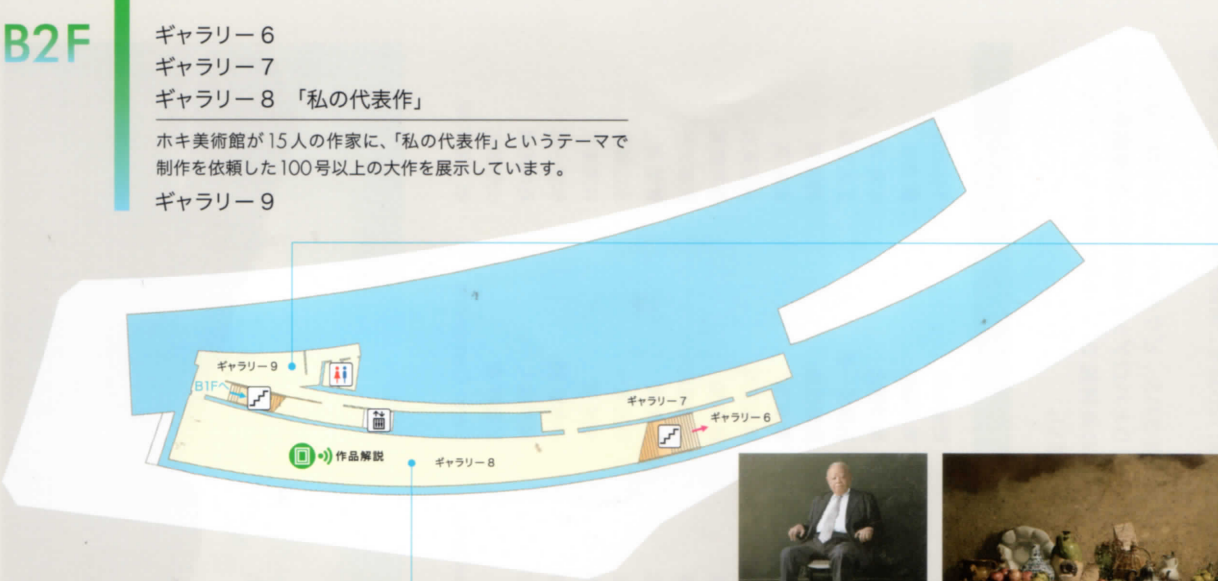 B2F
ギャラリー 6
ギャラリー 7
ギャラリー 8 「私の代表作」
ホキ美術館が15人の作家に、「私の代表作」というテーマで
制作を依頼した100号以上の大作を展示しています。
ギャラリー 9
ギャラリー 9
B1Fへ
ギャラリー 7
ギャラリー 6
作品解説
ギャラリー 8